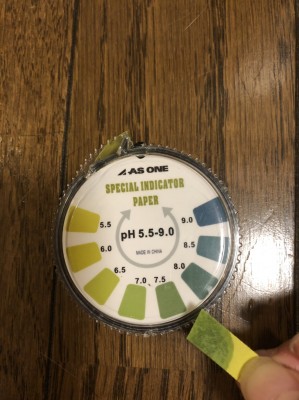 AS ONE
SPECIAL INDICATOR
PAPER
pH 5.5-9.0
MADE IN CHINA
5.5
6.0
6.5
7.0
7.5
8.0
8.5
9.0